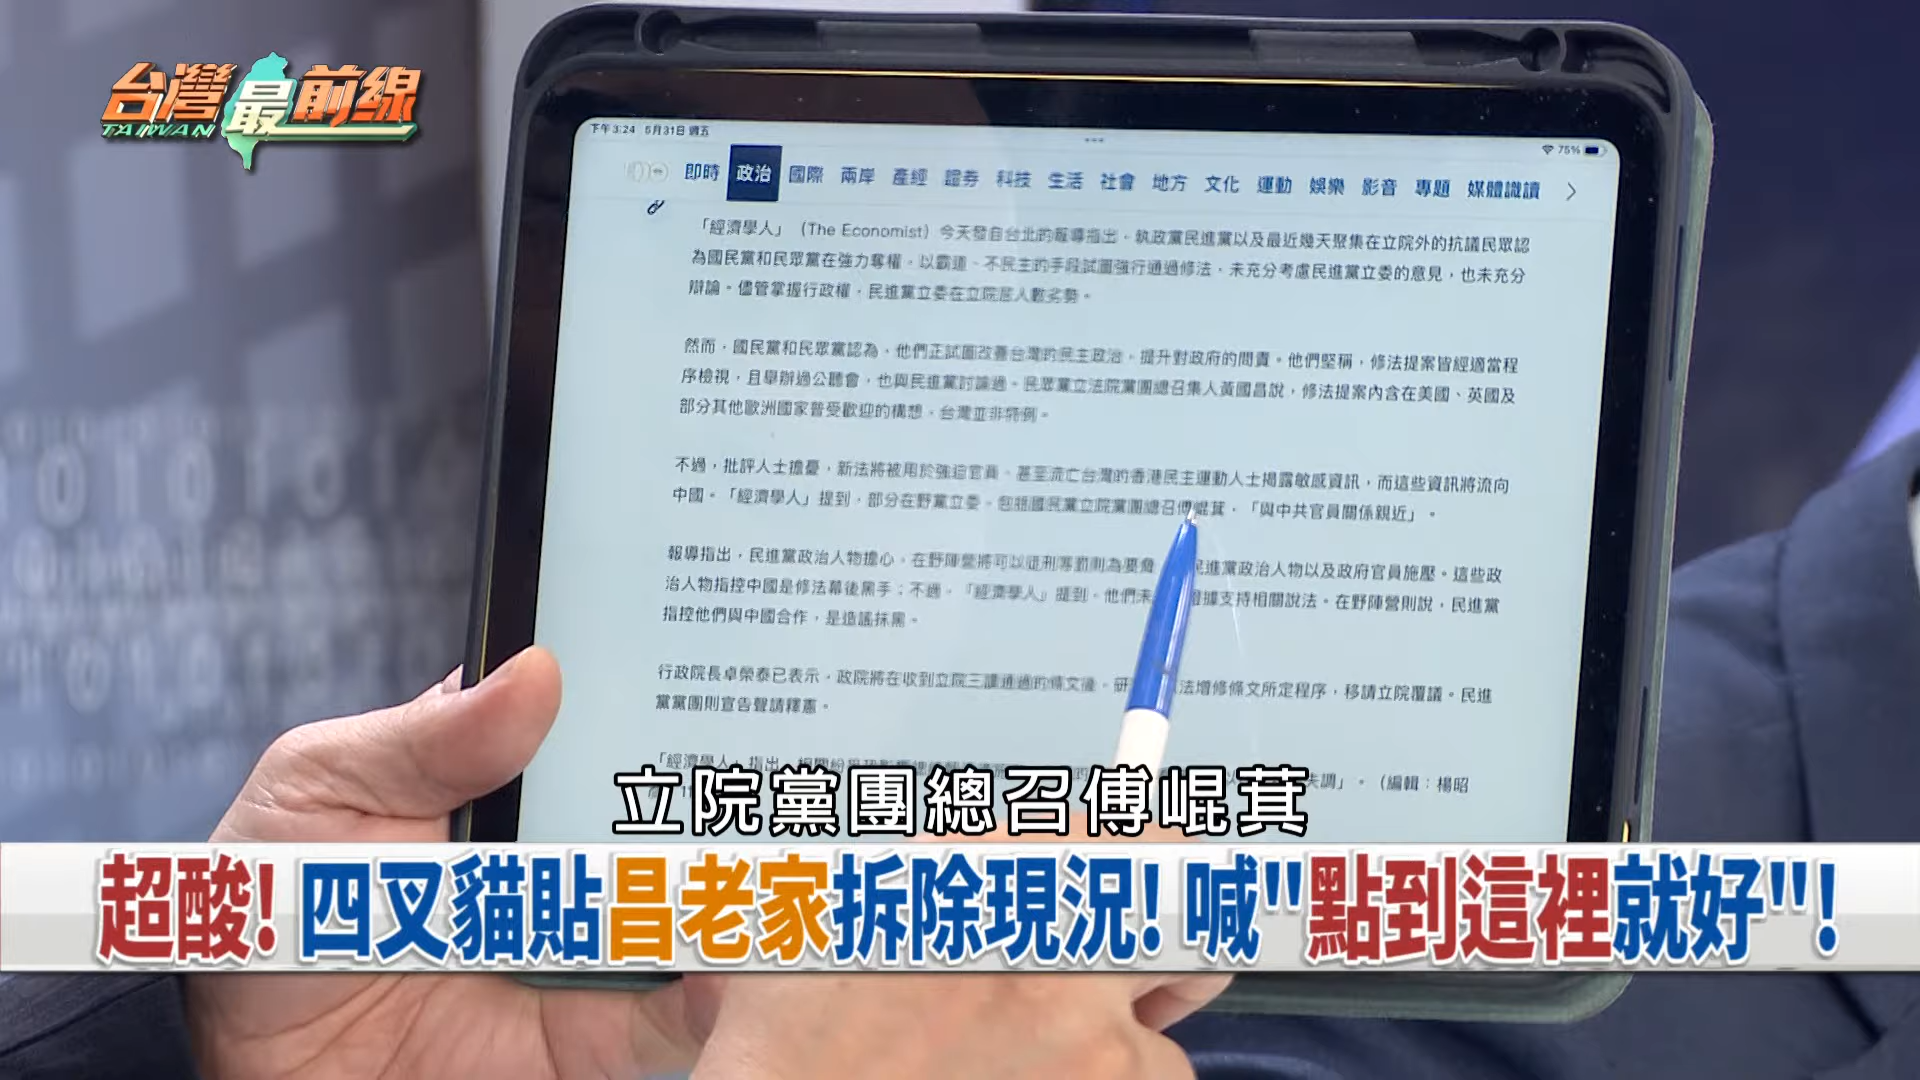 台灣最前線
TAIWAN
下午3:24 5月31日 週五
75%
即時 政治 國際 兩岸 產經 證券 科技 生活 社會 地方 文化 運動 娛樂 影音 專題 媒體識讀
「經濟學人」（The Economist）今天發自台北的報導指出，執政黨民進黨以及最近幾天聚集在立院外的抗議民眾認
為國民黨和民眾黨在強力奪權，以霸道、不民主的手段試圖強行通過修法，未充分考慮民進黨立委的意見，也未充分
辯論。儘管掌握行政權，民進黨立委在立院居人數劣勢。
然而，國民黨和民眾黨認為，他們正試圖改善台灣的民主政治，提升對政府的問責。他們堅稱，修法提案皆經適當程
序檢視，且舉辦過公聽會，也與民進黨討論過。民眾黨立法院黨團總召集人黃國昌說，修法提案內含在美國、英國及
部分其他歐洲國家普受歡迎的構想，台灣並非特例。
不過，批評人士擔憂，新法將被用於強迫官員、甚至流亡台灣的香港民主運動人士揭露敏感資訊，而這些資訊將流向
中國。「經濟學人」提到，部分在野黨立委，包括國民黨立院黨團總召傅崐萁，「與中共官員關係親近」。
報導指出，民進黨政治人物擔心，在野陣營將可以徒刑等罰則為要脅 民進黨政治人物以及政府官員施壓。這些政
治人物指控中國是修法幕後黑手；不過，「經濟學人」提到，他們未 證據支持相關說法。在野陣營則說，民進黨
指控他們與中國合作，是造謠抹黑。
行政院長卓榮泰已表示，政院將在收到立院三讀通過的條文後，研 法增修條文所定程序，移請立院覆議。民進
黨黨團則宣告聲請釋憲。
「經濟學人」指出，相關紛爭 失調」。（編輯：楊昭
立院黨團總召傅崐萁
超酸!四叉貓貼昌老家拆除現況!喊"點到這裡就好"!